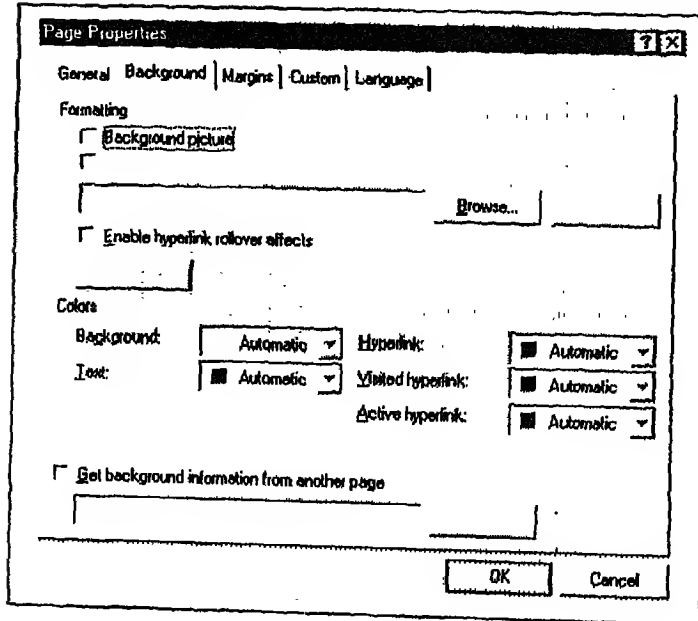 Page Properties ? X
General Background Margins Custom Language
Formatting
Background picture
Browse...
Enable hyperlink rollover effects
Colors
Background: Automatic Hyperlink: Automatic
Text: Automatic Visited hyperlink: Automatic
Active hyperlink: Automatic
Get background information from another page
OK Cancel